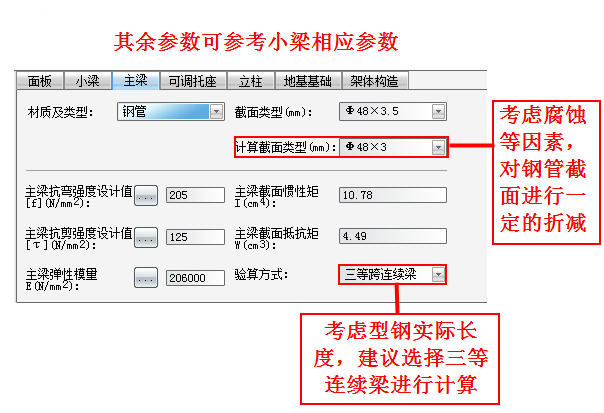 其余参数可参考小梁相应参数
面板 小梁 主梁 可调托座 立柱 地基基础 架体构造
材质及类型: 钢管 截面类型(mm): Φ48×3.5
计算截面类型(mm): Φ48×3
考虑腐蚀
等因素，
对钢管截
面进行一
定的折减
主梁抗弯强度设计值
[f](N/mm2): ... 205
主梁截面惯性矩
I(cm4): 10.78
主梁抗剪强度设计值
[τ](N/mm2): ... 125
主梁截面抵抗矩
W(cm3): 4.49
主梁弹性模量
E(N/mm2): ... 206000
验算方式: 三等跨连续梁
考虑型钢实际长
度，建议选择三等
连续梁进行计算